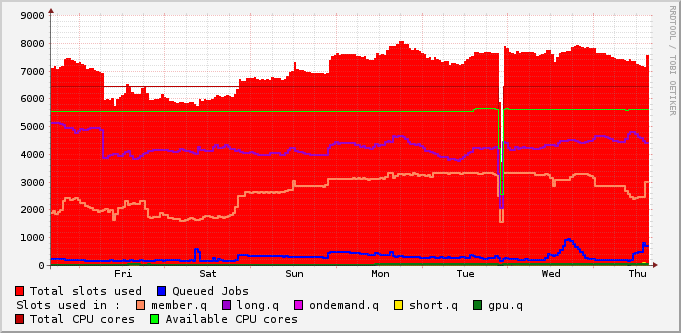 9000
8000
7000
6000
5000
4000
3000
2000
1000
0
Fri Sat Sun Mon Tue Wed Thu
Total slots used Queued Jobs
Slots used in : member.q long.q ondemand.q short.q gpu.q
Total CPU cores Available CPU cores
RRDTOOL / TOBI OETIKER